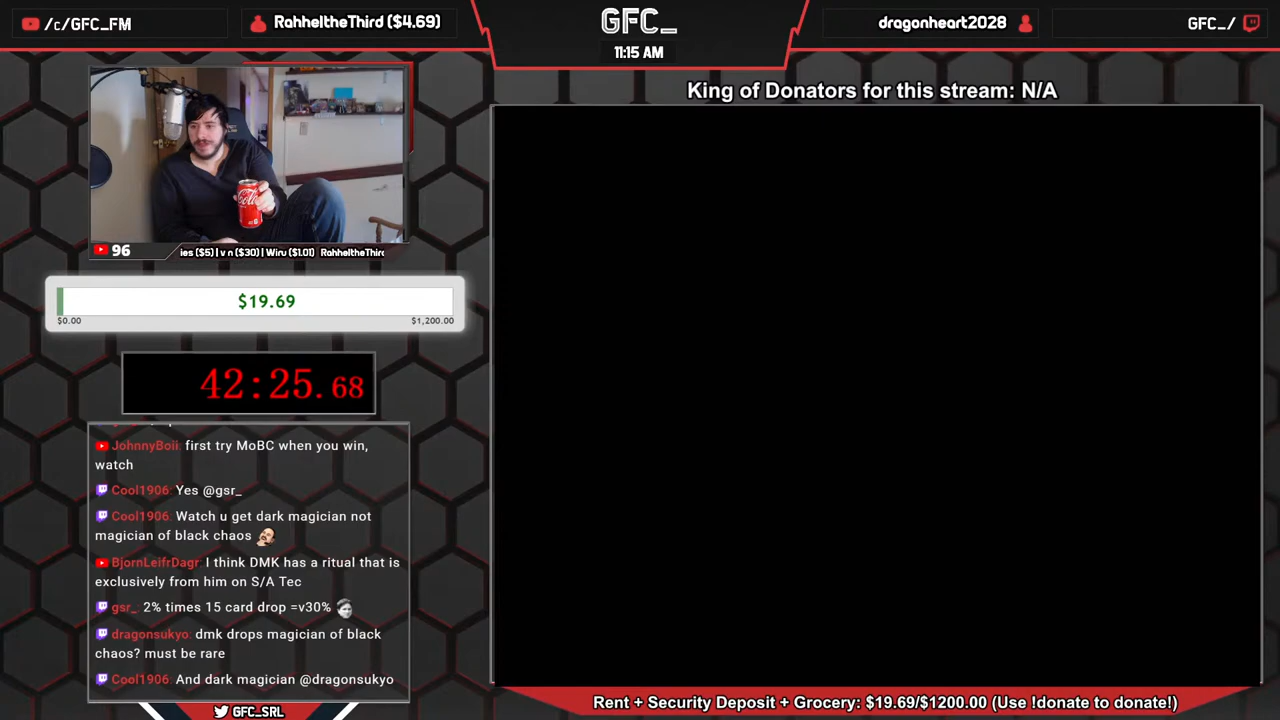 /c/GFC_FM
RahheltheThird ($4.69)
GFC_
11:15 AM
dragonheart2028
GFC_/
King of Donators for this stream: N/A
Coca-Cola
96
ies ($5) | v n ($30) | Wiru ($1.01) RahheltheThird
$19.69
$0.00
$1,200.00
42:25.68
JohnnyBoii: first try MoBC when you win,
watch
Cool1906: Yes @gsr_
Cool1906: Watch u get dark magician not
magician of black chaos
BjornLeifrDagr: I think DMK has a ritual that is
exclusively from him on S/A Tec
gsr_: 2% times 15 card drop =v30%
dragonsukyo: dmk drops magician of black
chaos? must be rare
Cool1906: And dark magician @dragonsukyo
GFC_SRL
Rent + Security Deposit + Grocery: $19.69/$1200.00 (Use !donate to donate!)